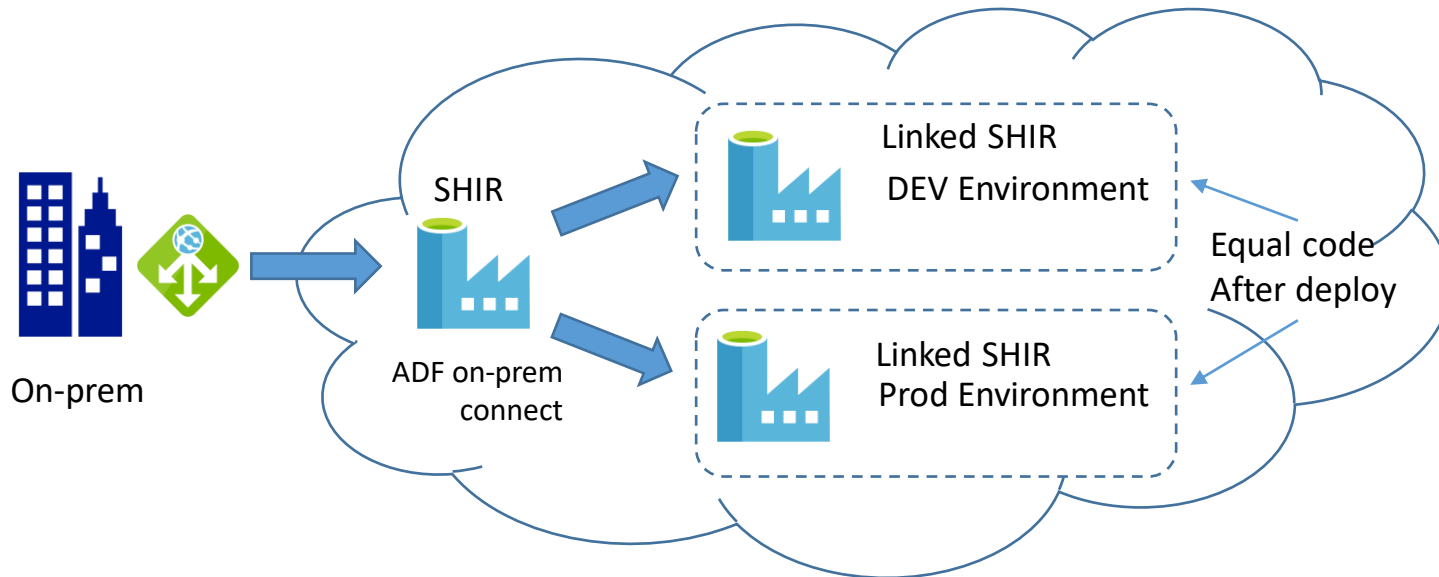 On-prem
SHIR
ADF on-prem
connect
Linked SHIR
DEV Environment
Linked SHIR
Prod Environment
Equal code
After deploy